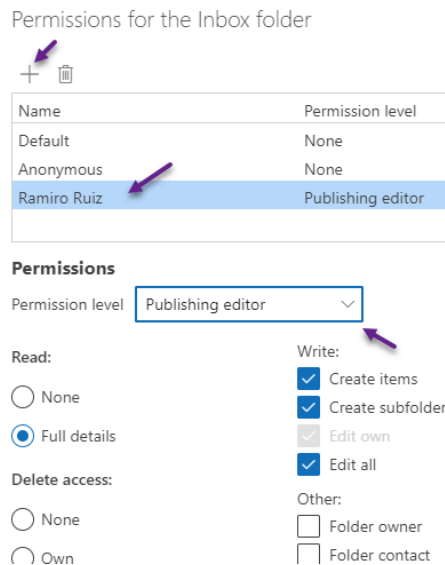 Permissions for the Inbox folder
Name Permission level
Default None
Anonymous None
Ramiro Ruiz Publishing editor
Permissions
Permission level Publishing editor
Read:
None
Full details
Delete access:
None
Own
Write:
Create items
Create subfolder
Edit own
Edit all
Other:
Folder owner
Folder contact